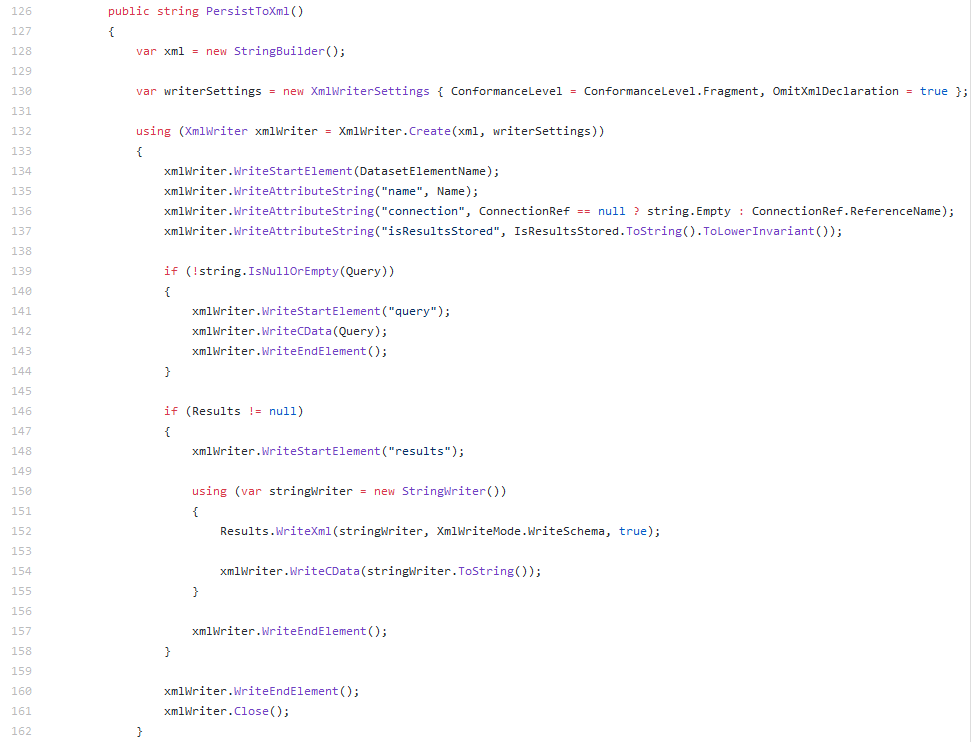 126 public string PersistToXml()
127 {
128 var xml = new StringBuilder();
129
130 var writerSettings = new XmlWriterSettings { ConformanceLevel = ConformanceLevel.Fragment, OmitXmlDeclaration = true };
131
132 using (XmlWriter xmlWriter = XmlWriter.Create(xml, writerSettings))
133 {
134 xmlWriter.WriteStartElement(DatasetElementName);
135 xmlWriter.WriteAttributeString("name", Name);
136 xmlWriter.WriteAttributeString("connection", ConnectionRef == null ? string.Empty : ConnectionRef.ReferenceName);
137 xmlWriter.WriteAttributeString("isResultsStored", IsResultsStored.ToString().ToLowerInvariant());
138
139 if (!string.IsNullOrEmpty(Query))
140 {
141 xmlWriter.WriteStartElement("query");
142 xmlWriter.WriteCData(Query);
143 xmlWriter.WriteEndElement();
144 }
145
146 if (Results != null)
147 {
148 xmlWriter.WriteStartElement("results");
149
150 using (var stringWriter = new StringWriter())
151 {
152 Results.WriteXml(stringWriter, XmlWriteMode.WriteSchema, true);
153
154 xmlWriter.WriteCData(stringWriter.ToString());
155 }
156
157 xmlWriter.WriteEndElement();
158 }
159
160 xmlWriter.WriteEndElement();
161 xmlWriter.Close();
162 }